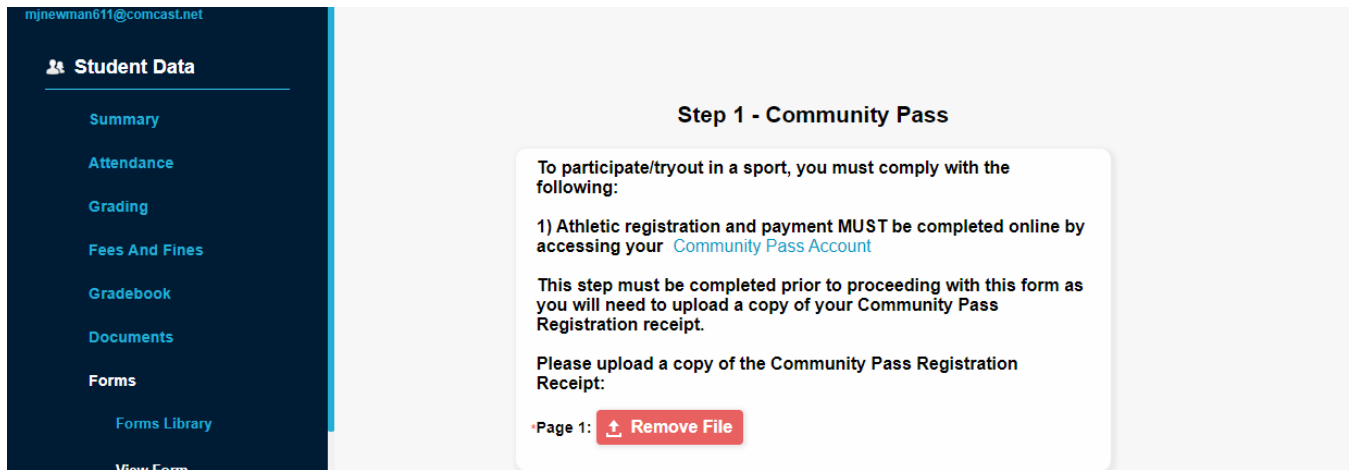 mjnewman611@comcast.net
Student Data
Summary
Attendance
Grading
Fees And Fines
Gradebook
Documents
Forms
Forms Library
View Form
Step 1 - Community Pass
To participate/tryout in a sport, you must comply with the
following:
1) Athletic registration and payment MUST be completed online by
accessing your Community Pass Account
This step must be completed prior to proceeding with this form as
you will need to upload a copy of your Community Pass
Registration receipt.
Please upload a copy of the Community Pass Registration
Receipt:
*Page 1: Remove File